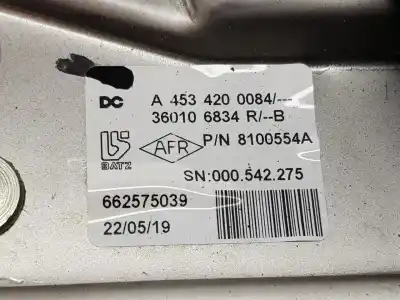 DC A 453 420 0084/---
36010 6834 R/--B
BATZ AFR P/N 8100554A
SN:000.542.275
662575039
22/05/19